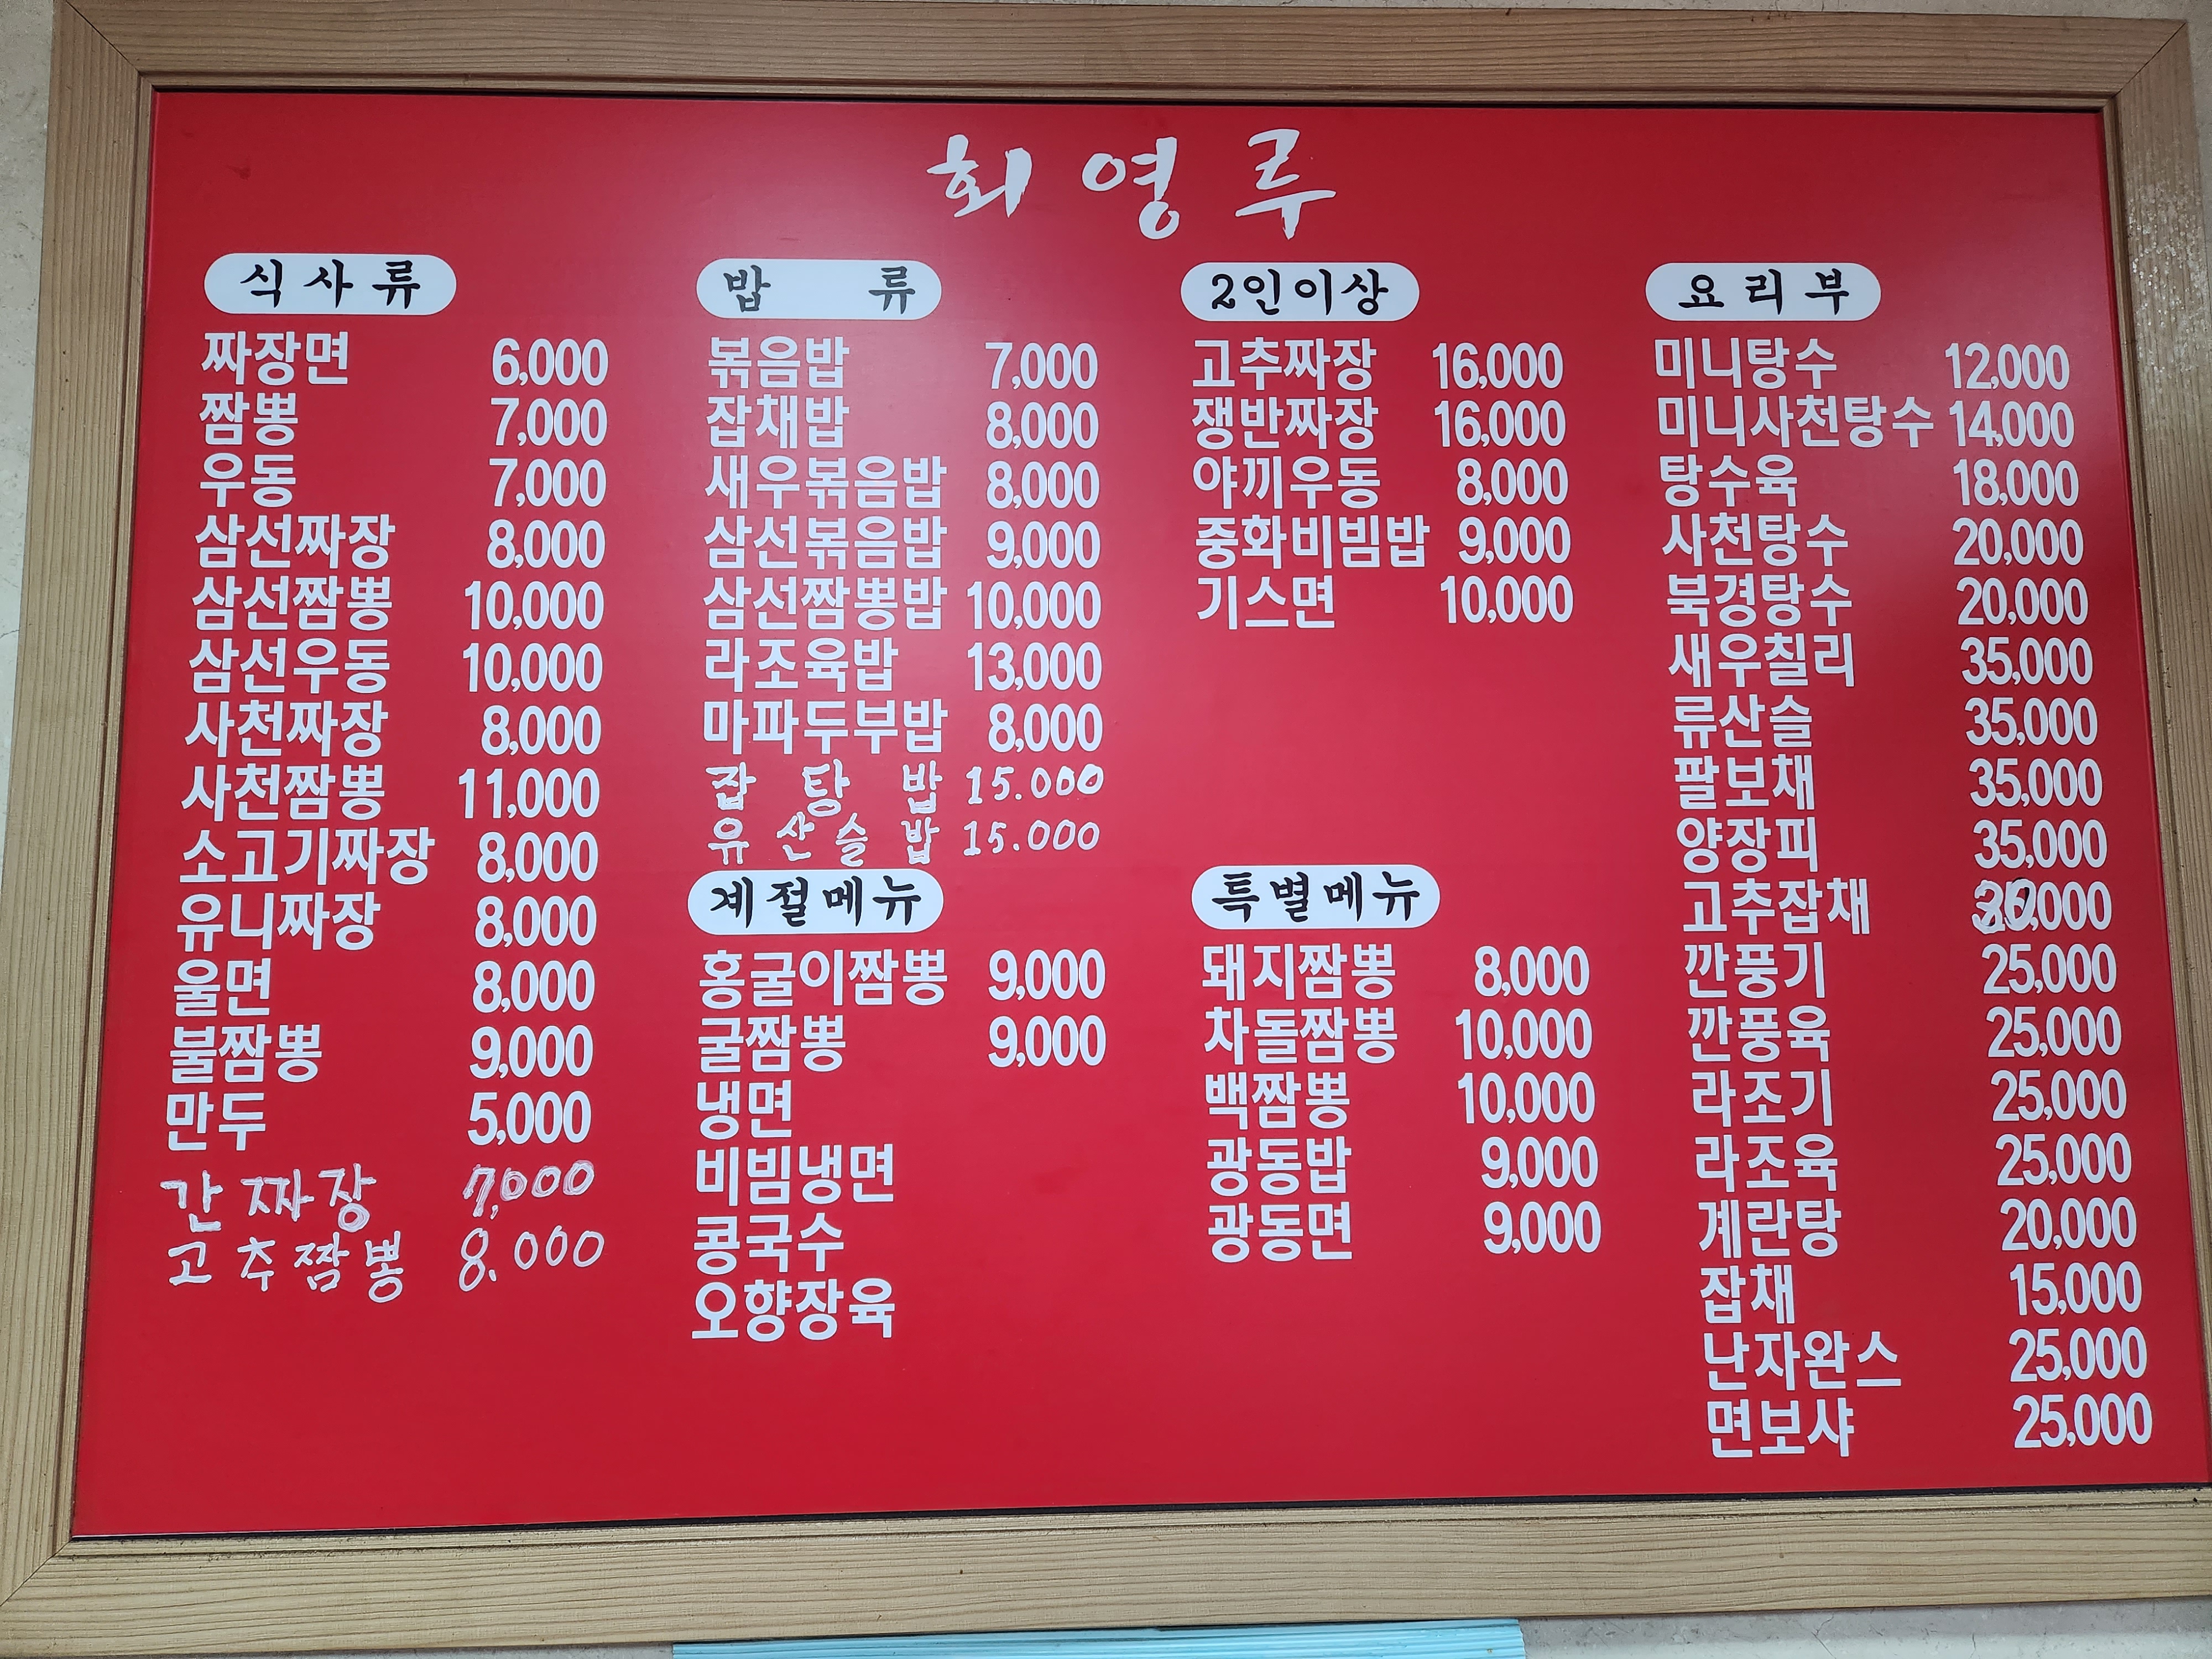 회영루
식사류
짜장면 6,000
짬뽕 7,000
우동 7,000
삼선짜장 8,000
삼선짬뽕 10,000
삼선우동 10,000
사천짜장 8,000
사천짬뽕 11,000
소고기짜장 8,000
유니짜장 8,000
울면 8,000
불짬뽕 9,000
만두 5,000
간짜장 7,000
고추짬뽕 8.000
밥류
볶음밥 7,000
잡채밥 8,000
새우볶음밥 8,000
삼선볶음밥 9,000
삼선짬뽕밥 10,000
라조육밥 13,000
마파두부밥 8,000
잡탕밥 15.000
유산슬밥 15.000
계절메뉴
홍굴이짬뽕 9,000
굴짬뽕 9,000
냉면
비빔냉면
콩국수
오향장육
2인이상
고추짜장 16,000
쟁반짜장 16,000
야끼우동 8,000
중화비빔밥 9,000
기스면 10,000
특별메뉴
돼지짬뽕 8,000
차돌짬뽕 10,000
백짬뽕 10,000
광동밥 9,000
광동면 9,000
요리부
미니탕수 12,000
미니사천탕수 14,000
탕수육 18,000
사천탕수 20,000
북경탕수 20,000
새우칠리 35,000
류산슬 35,000
팔보채 35,000
양장피 35,000
고추잡채
깐풍기 25,000
깐풍육 25,000
라조기 25,000
라조육 25,000
계란탕 20,000
잡채 15,000
난자완스 25,000
면보샤 25,000